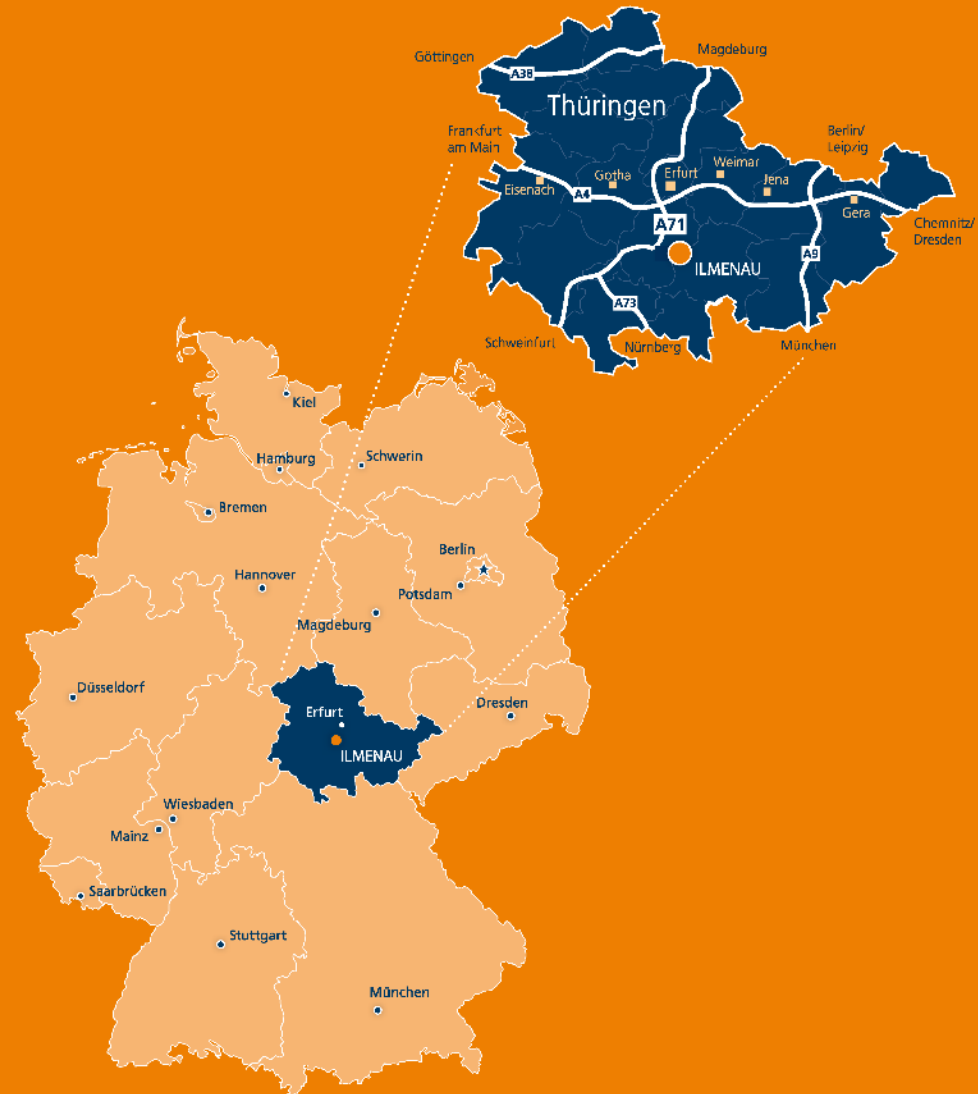 Göttingen
Magdeburg
A38
Thüringen
Frankfurt
am Main
Berlin/
Leipzig
Eisenach
A4
Gotha
Erfurt
Weimar
Jena
Gera
Chemnitz/
Dresden
A71
A9
ILMENAU
A73
Schweinfurt
Nürnberg
München
Kiel
Hamburg
Schwerin
Bremen
Berlin
Hannover
Potsdam
Magdeburg
Düsseldorf
Erfurt
Dresden
ILMENAU
Wiesbaden
Mainz
Saarbrücken
Stuttgart
München